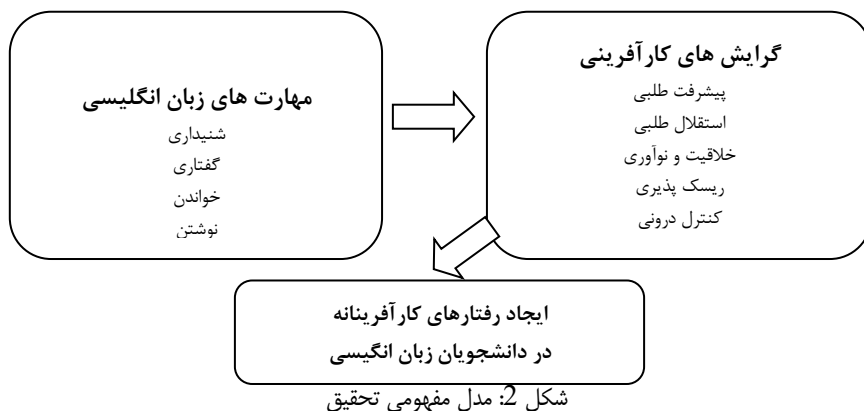 مهارت های زبان انگلیسی
شنیداری
گفتاری
خواندن
نوشتن
گرایش های کارآفرینی
پیشرفت طلبی
استقلال طلبی
خلاقیت و نوآوری
ریسک پذیری
کنترل درونی
ایجاد رفتارهای کارآفرینانه
در دانشجویان زبان انگیسی
شکل 2: مدل مفهومی تحقیق